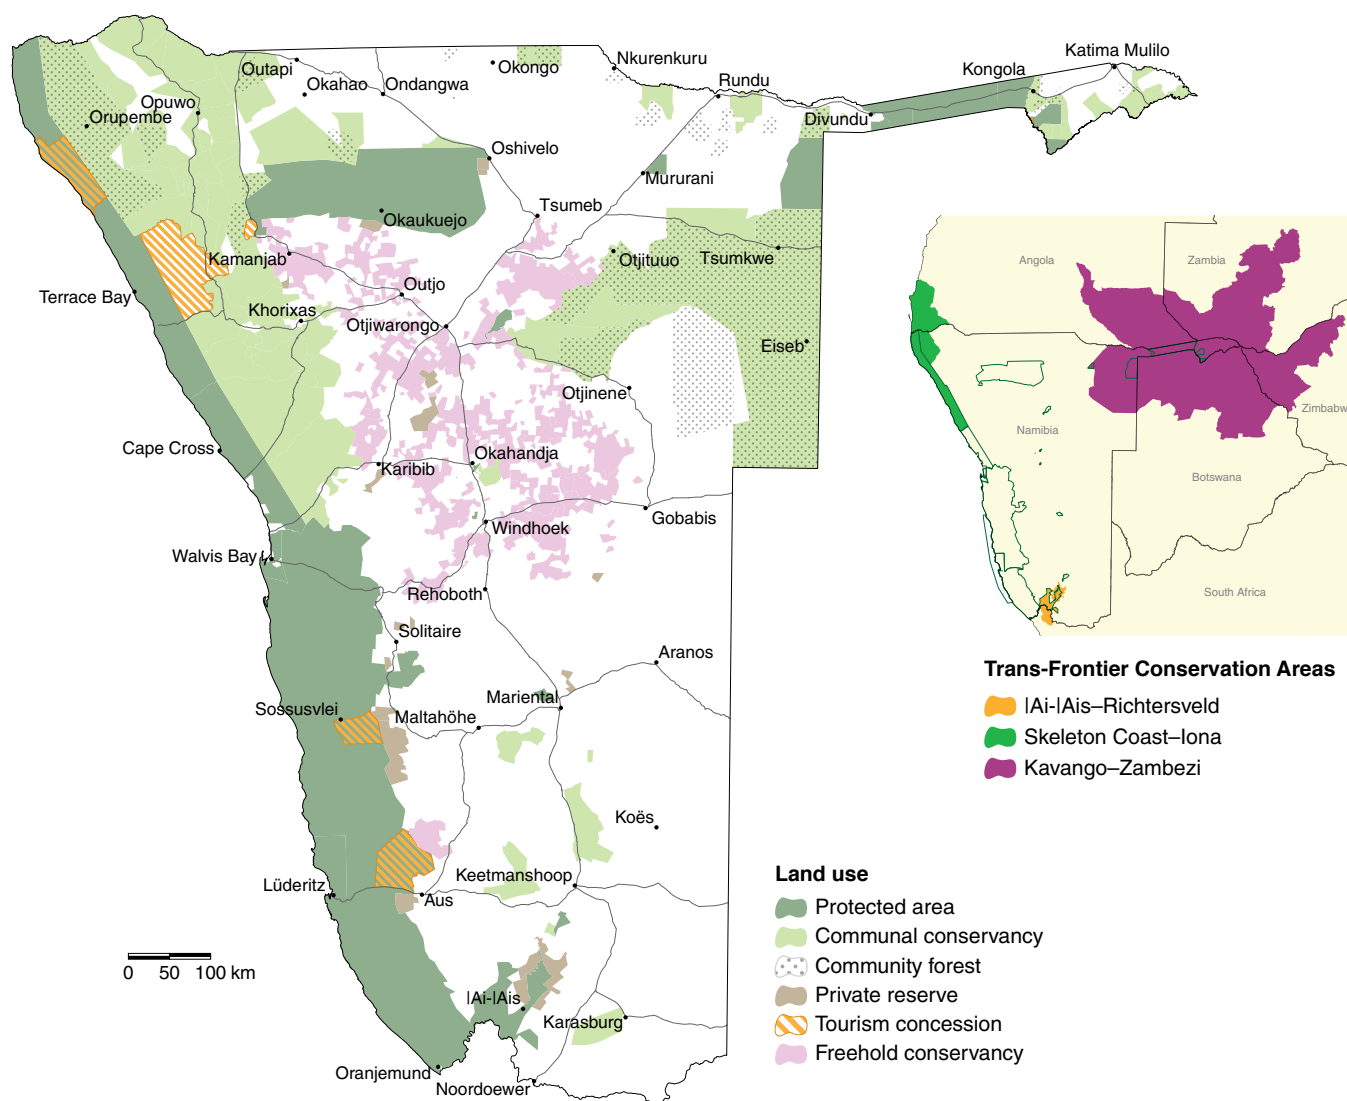 Katima Mulilo
Nkurenkuru
Kongola
Outapi
Okongo
Rundu
Okahao
Ondangwa
Opuwo
Orupembe
Divundu
Oshivelo
Mururani
Tsumeb
Okaukuejo
Kamanjab
Otjituuo
Tsumkwe
Angola
Zambia
Outjo
Terrace Bay
Khorixas
Otjiwarongo
Eiseb
Otjinene
Zimbabw
Namibia
Cape Cross
Okahandja
Karibib
Botswana
Gobabis
Windhoek
Walvis Bay
Rehoboth
South Africa
Solitaire
Aranos
Trans-Frontier Conservation Areas
Mariental
Sossusvlei
Maltahöhe
|Ai-|Ais–Richtersveld
Skeleton Coast–Iona
Kavango–Zambezi
Koës
Keetmanshoop
Lüderitz
Aus
Land use
Protected area
Communal conservancy
Community forest
Private reserve
Tourism concession
Freehold conservancy
0 50 100 km
|Ai-|Ais
Karasburg
Oranjemund
Noordoewer